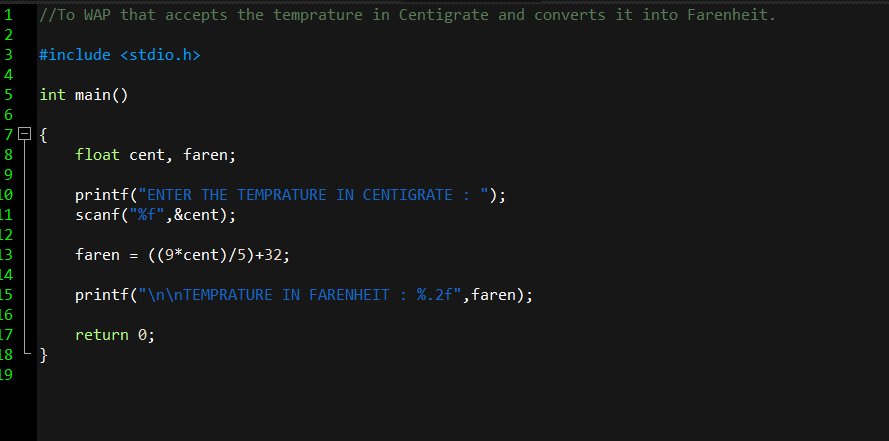 1 //To WAP that accepts the temprature in Centigrate and converts it into Farenheit.
2
3 #include <stdio.h>
4
5 int main()
6
7 {
8 float cent, faren;
9
10 printf("ENTER THE TEMPRATURE IN CENTIGRATE : ");
11 scanf("%f",&cent);
12
13 faren = ((9*cent)/5)+32;
14
15 printf("\n\nTEMPRATURE IN FARENHEIT : %.2f",faren);
16
17 return 0;
18 }
19